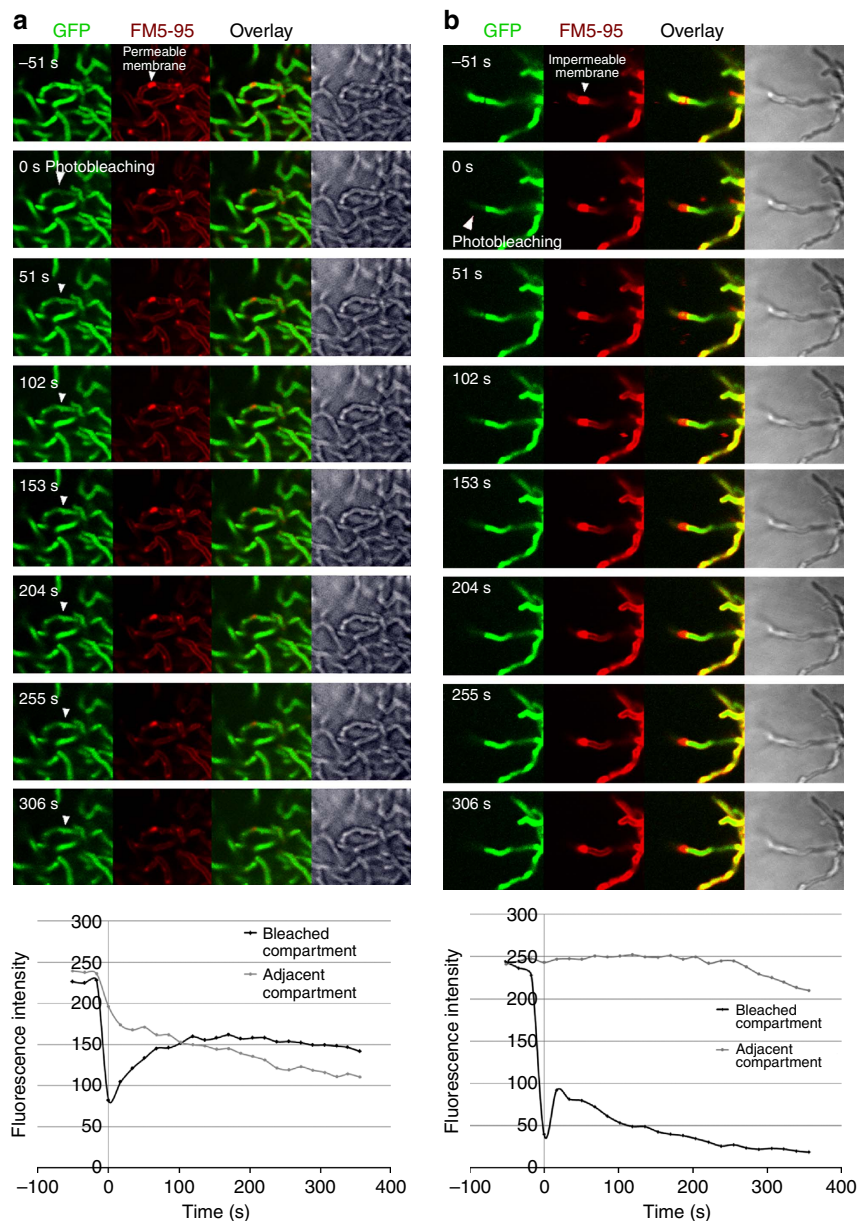 a
GFP FM5-95 Overlay
Permeable
membrane
–51 s
0 s Photobleaching
51 s
102 s
153 s
204 s
255 s
306 s
Fluorescence intensity
300
250
200
150
100
50
0
Bleached
compartment
Adjacent
compartment
–100 0 100 200 300 400
Time (s)
b
GFP FM5-95 Overlay
Impermeable
membrane
–51 s
0 s
Photobleaching
51 s
102 s
153 s
204 s
255 s
306 s
Fluorescence intensity
300
250
200
150
100
50
0
Bleached
compartment
Adjacent
compartment
–100 0 100 200 300 400
Time (s)